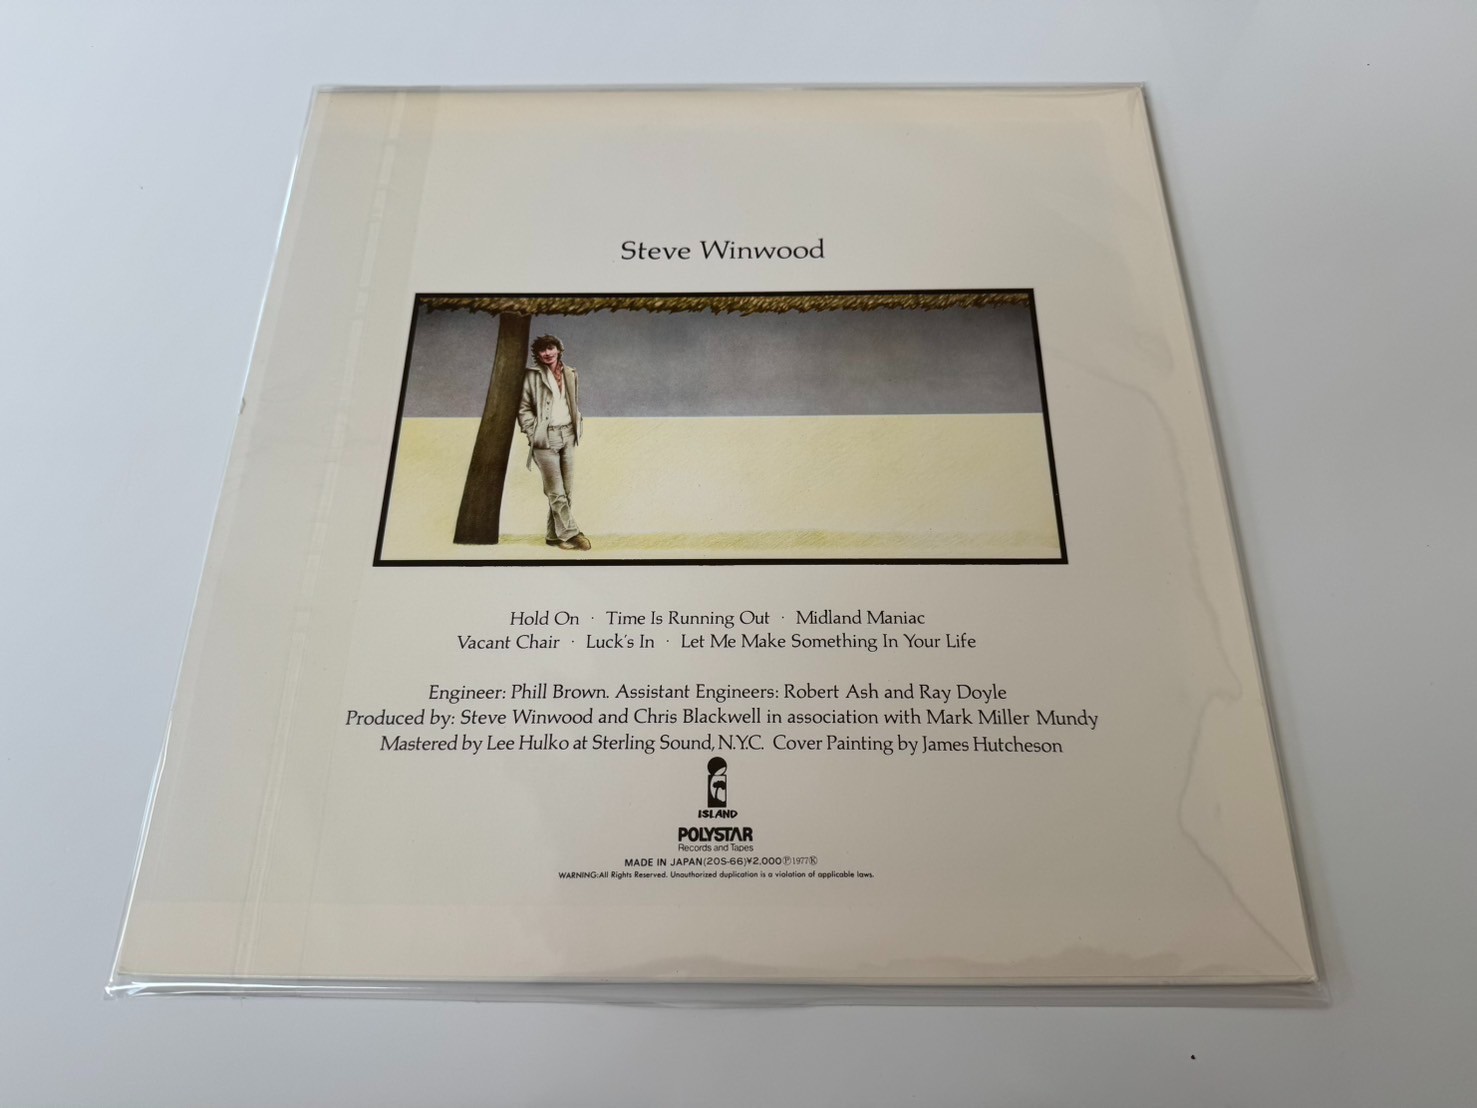 Steve Winwood
Hold On · Time Is Running Out · Midland Maniac
Vacant Chair · Luck's In · Let Me Make Something In Your Life
Engineer: Phill Brown. Assistant Engineers: Robert Ash and Ray Doyle
Produced by: Steve Winwood and Chris Blackwell in association with Mark Miller Mundy
Mastered by Lee Hulko at Sterling Sound, N.Y.C. Cover Painting by James Hutcheson
ISLAND
POLYSTAR
Records and Tapes
MADE IN JAPAN(20S-66)¥2,000Ⓟ1977Ⓡ
WARNING:All Rights Reserved. Unauthorized duplication is a violation of applicable laws.